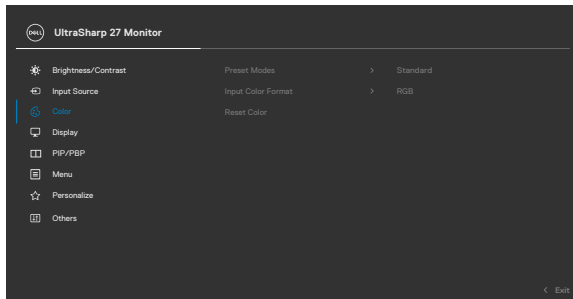 DELL UltraSharp 27 Monitor
Brightness/Contrast Preset Modes > Standard
Input Source Input Color Format > RGB
Color Reset Color
Display
PIP/PBP
Menu
Personalize
Others
< Exit